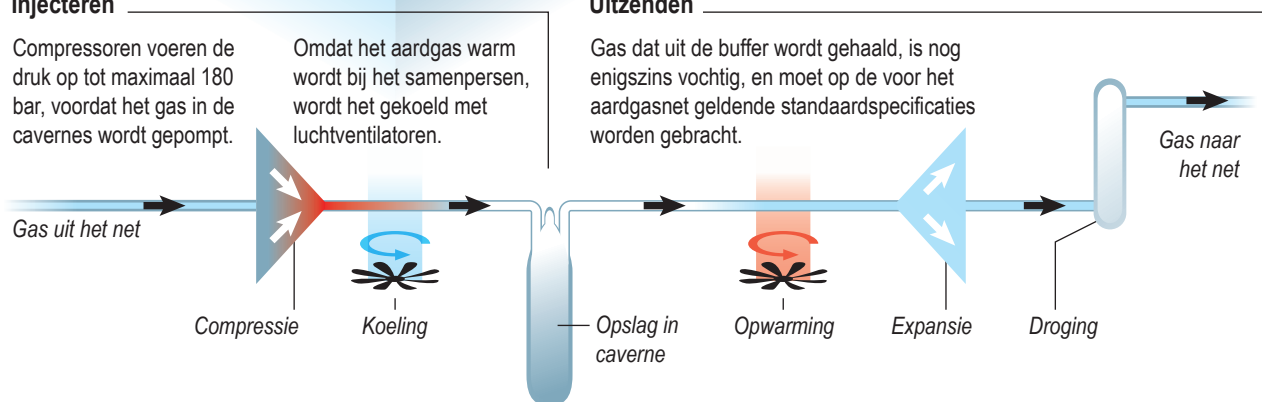 Injecteren
Compressoren voeren de
druk op tot maximaal 180
bar, voordat het gas in de
cavernes wordt gepompt.
Omdat het aardgas warm
wordt bij het samenpersen,
wordt het gekoeld met
luchtventilatoren.
Uitzenden
Gas dat uit de buffer wordt gehaald, is nog
enigszins vochtig, en moet op de voor het
aardgasnet geldende standaardspecificaties
worden gebracht.
Gas uit het net
Gas naar
het net
Compressie
Koeling
Opslag in
caverne
Opwarming
Expansie
Droging